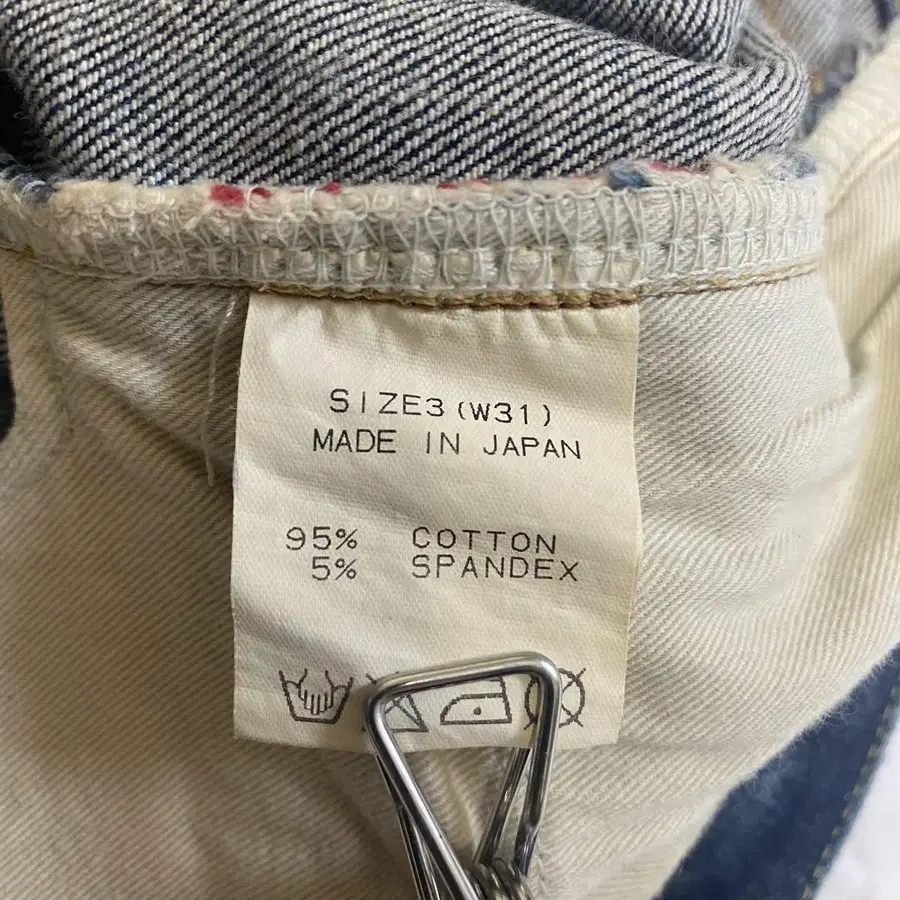 SIZE3 (W31)
MADE IN JAPAN
95% COTTON
5% SPANDEX